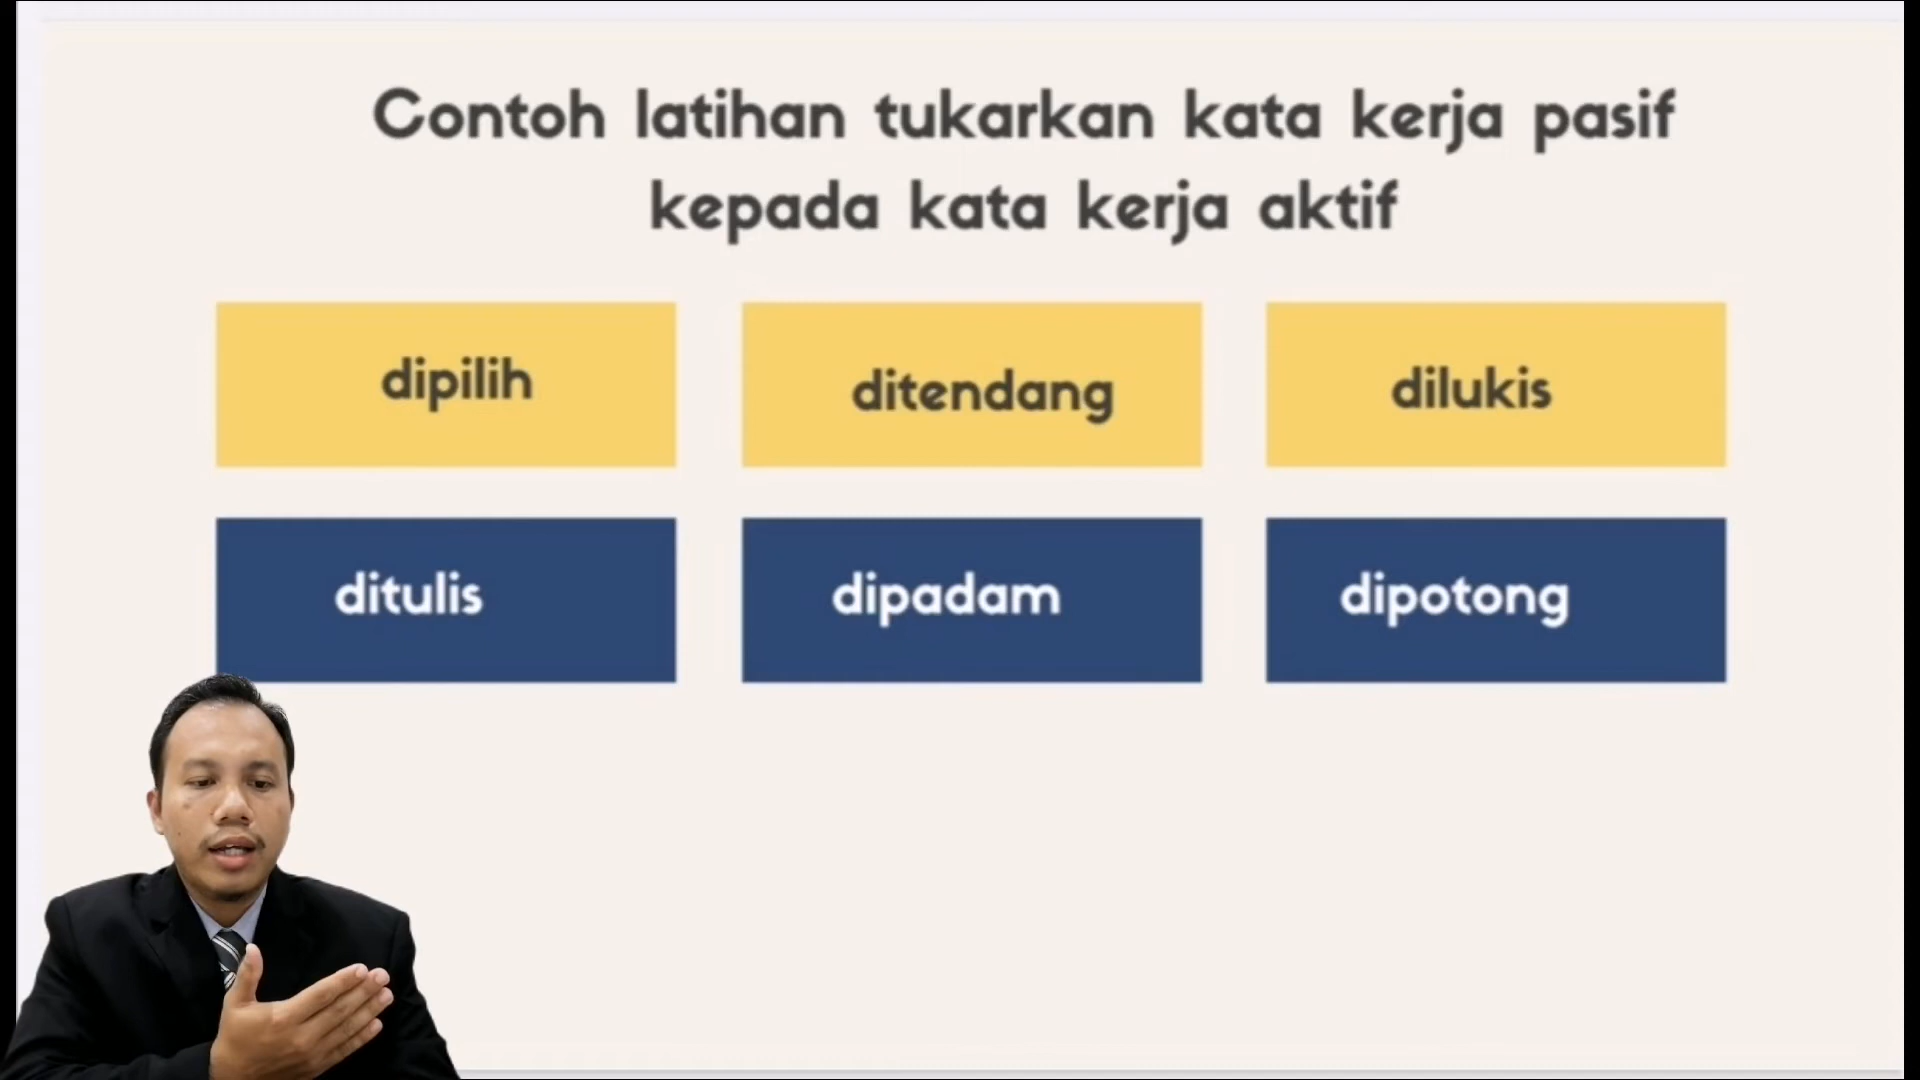 Contoh latihan tukarkan kata kerja pasif
kepada kata kerja aktif
dipilih
ditendang
dilukis
ditulis
dipadam
dipotong